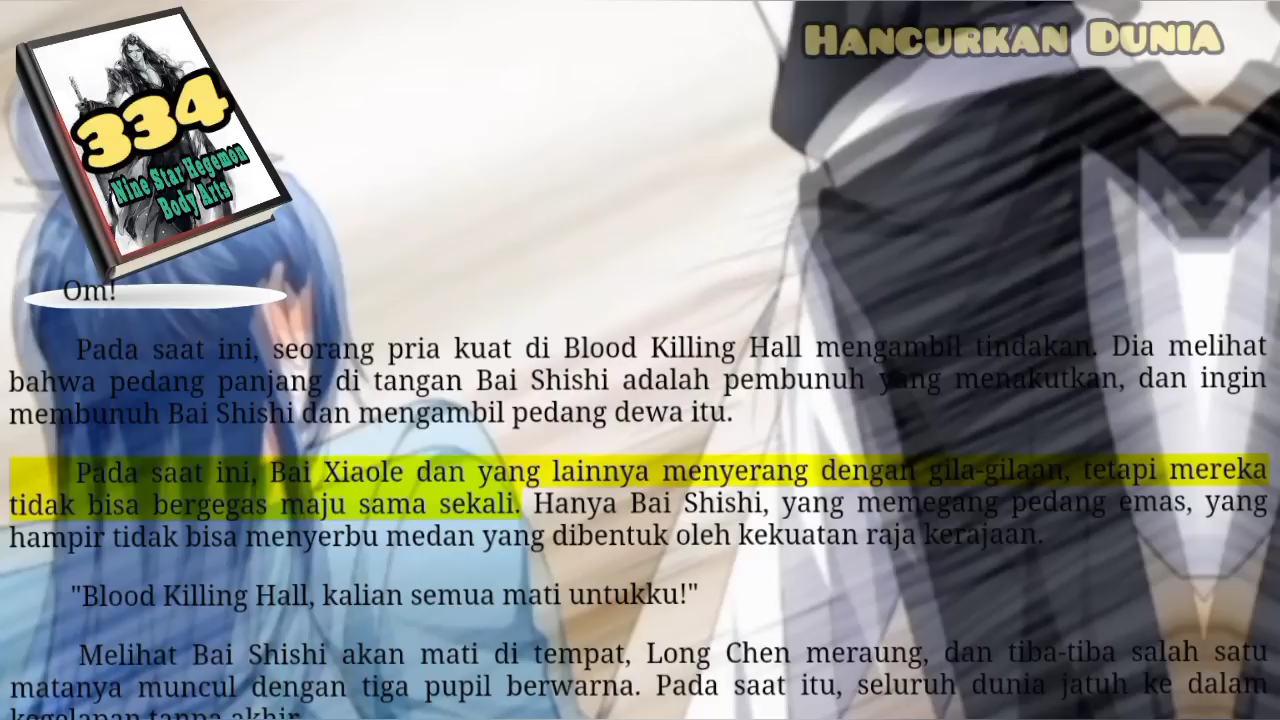 Hancurkan Dunia
334
Nine Star Hegemon
Body Arts
Om!
Pada saat ini, seorang pria kuat di Blood Killing Hall mengambil tindakan. Dia melihat
bahwa pedang panjang di tangan Bai Shishi adalah pembunuh yang menakutkan, dan ingin
membunuh Bai Shishi dan mengambil pedang dewa itu.
Pada saat ini, Bai Xiaole dan yang lainnya menyerang dengan gila-gilaan, tetapi mereka
tidak bisa bergegas maju sama sekali. Hanya Bai Shishi, yang memegang pedang emas, yang
hampir tidak bisa menyerbu medan yang dibentuk oleh kekuatan raja kerajaan.
"Blood Killing Hall, kalian semua mati untukku!"
Melihat Bai Shishi akan mati di tempat, Long Chen meraung, dan tiba-tiba salah satu
matanya muncul dengan tiga pupil berwarna. Pada saat itu, seluruh dunia jatuh ke dalam
kegelapan tanpa akhir.